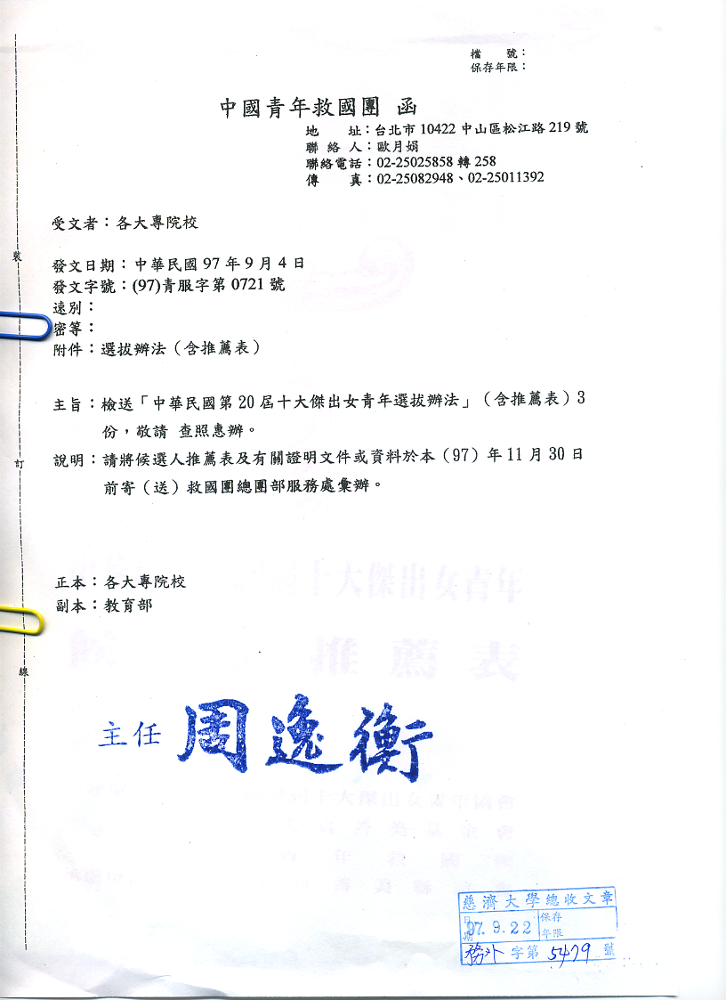 檔　　號：
保存年限：
中國青年救國團 函
地　　址：台北市 10422 中山區松江路 219 號
聯 絡 人：歐月娟
聯絡電話：02-25025858 轉 258
傳　　真：02-25082948、02-25011392
受文者：各大專院校
發文日期：中華民國 97 年 9 月 4 日
發文字號：(97)青服字第 0721 號
速別：
密等：
附件：選拔辦法（含推薦表）
主旨：檢送「中華民國第 20 屆十大傑出女青年選拔辦法」（含推薦表）3
份，敬請 查照惠辦。
說明：請將候選人推薦表及有關證明文件或資料於本（97）年 11 月 30 日
前寄（送）救國團總團部服務處彙辦。
正本：各大專院校
副本：教育部
裝
訂
線
十大傑出女青年
推薦表
主任 周逸衡
慈濟大學總收文章
日期 97. 9. 22 保存年限
務外 字第 5479 號